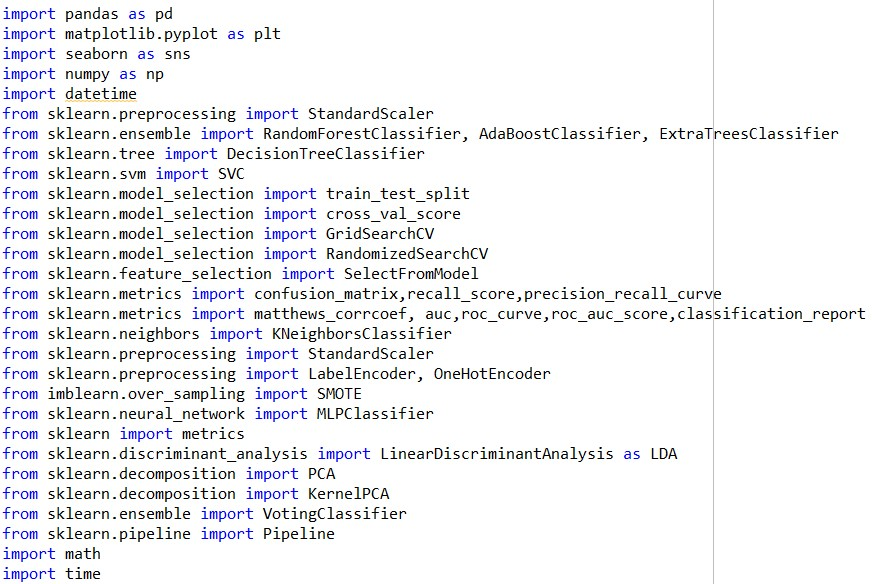 import pandas as pd
import matplotlib.pyplot as plt
import seaborn as sns
import numpy as np
import datetime
from sklearn.preprocessing import StandardScaler
from sklearn.ensemble import RandomForestClassifier, AdaBoostClassifier, ExtraTreesClassifier
from sklearn.tree import DecisionTreeClassifier
from sklearn.svm import SVC
from sklearn.model_selection import train_test_split
from sklearn.model_selection import cross_val_score
from sklearn.model_selection import GridSearchCV
from sklearn.model_selection import RandomizedSearchCV
from sklearn.feature_selection import SelectFromModel
from sklearn.metrics import confusion_matrix,recall_score,precision_recall_curve
from sklearn.metrics import matthews_corrcoef, auc,roc_curve,roc_auc_score,classification_report
from sklearn.neighbors import KNeighborsClassifier
from sklearn.preprocessing import StandardScaler
from sklearn.preprocessing import LabelEncoder, OneHotEncoder
from imblearn.over_sampling import SMOTE
from sklearn.neural_network import MLPClassifier
from sklearn import metrics
from sklearn.discriminant_analysis import LinearDiscriminantAnalysis as LDA
from sklearn.decomposition import PCA
from sklearn.decomposition import KernelPCA
from sklearn.ensemble import VotingClassifier
from sklearn.pipeline import Pipeline
import math
import time